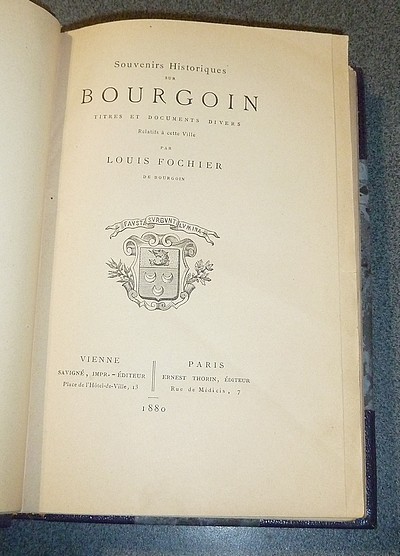 Souvenirs Historiques
SUR
BOURGOIN
TITRES ET DOCUMENTS DIVERS
Relatifs à cette Ville
PAR
LOUIS FOCHIER
DE BOURGOIN
FAVSTA SVRGVNT LVMINA
VIENNE
SAVIGNÉ, IMPR.-ÉDITEUR
Place de l'Hôtel-de-Ville, 13
PARIS
ERNEST THORIN, ÉDITEUR
Rue de Médicis, 7
1880